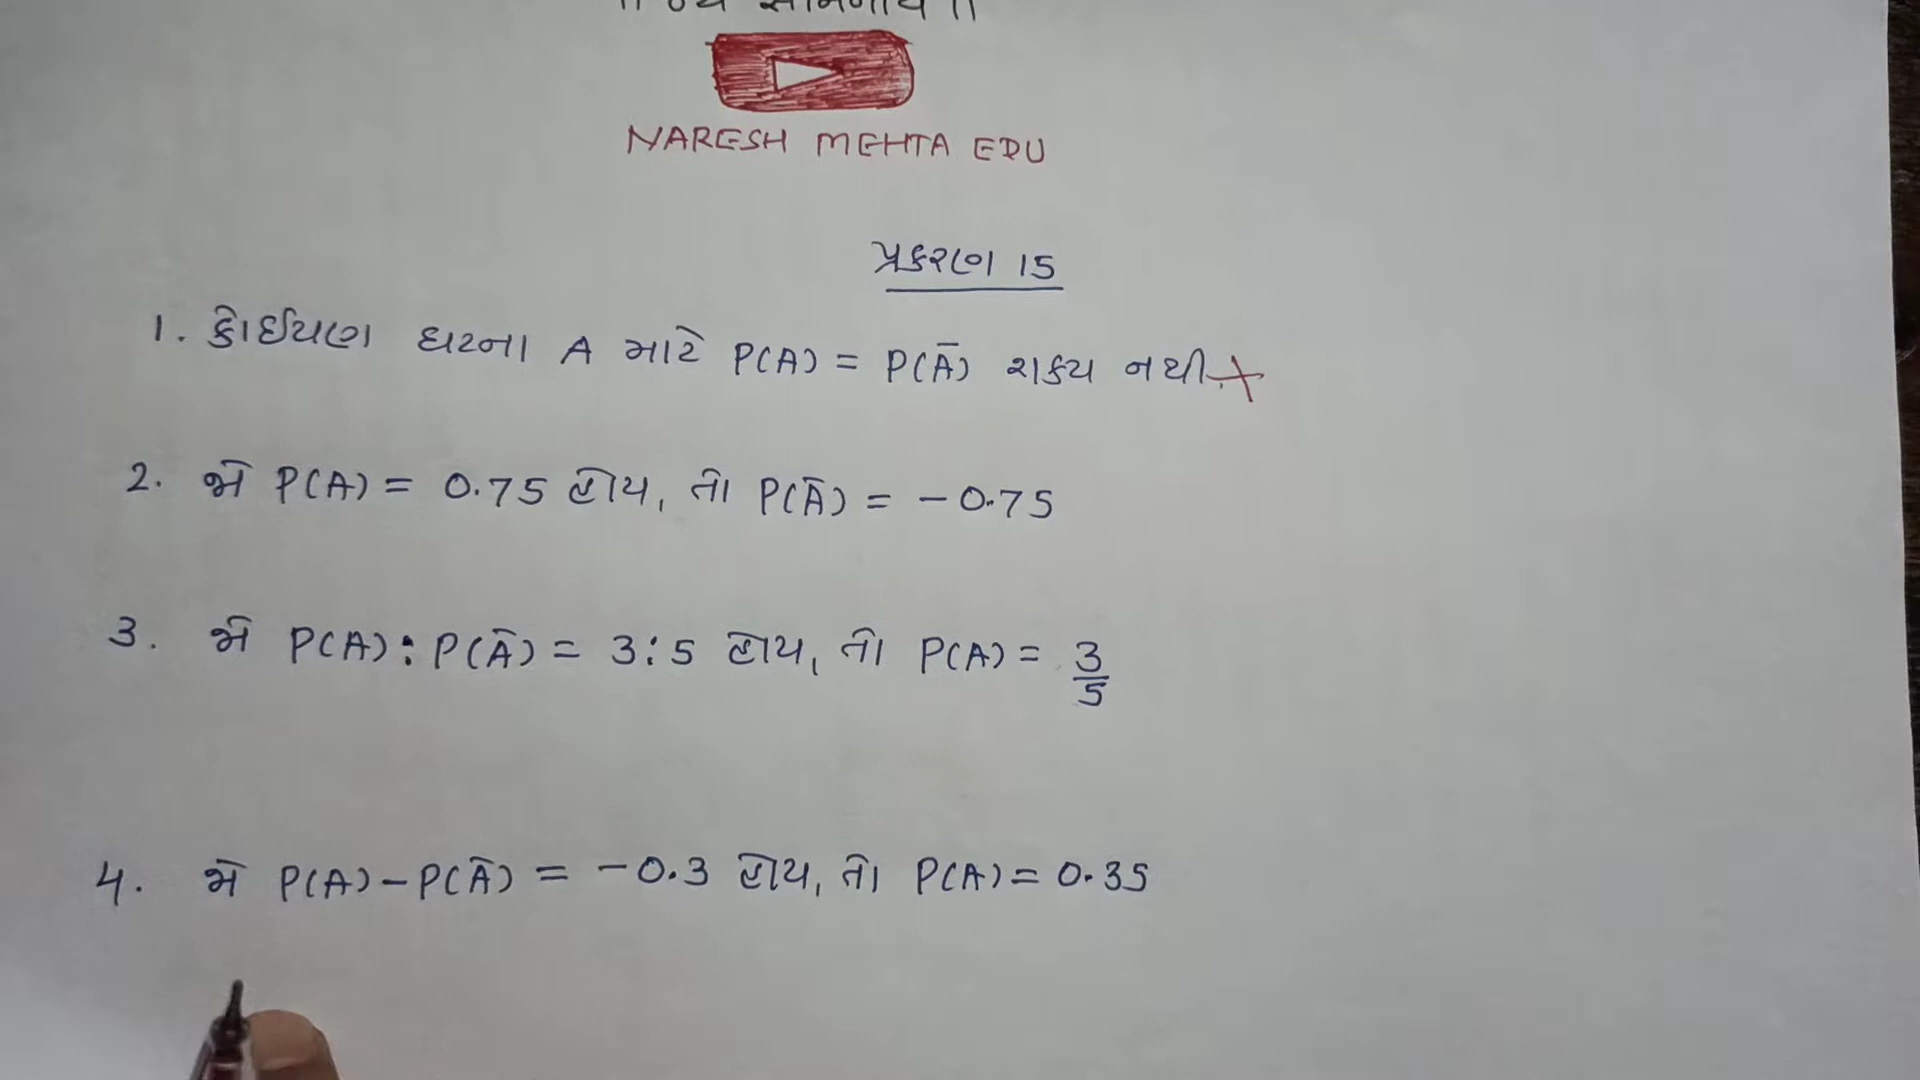 NARESH MEHTA EDU
પ્રકરણ 15
1. કોઈપણ ઘટના A માટે P(A) = P(Ā) શક્ય નથી. ✗
2. જો P(A) = 0.75 હોય, તો P(Ā) = -0.75
3. જો P(A) : P(Ā) = 3:5 હોય, તો P(A) = 3/5
4. જો P(A) - P(Ā) = -0.3 હોય, તો P(A) = 0.35